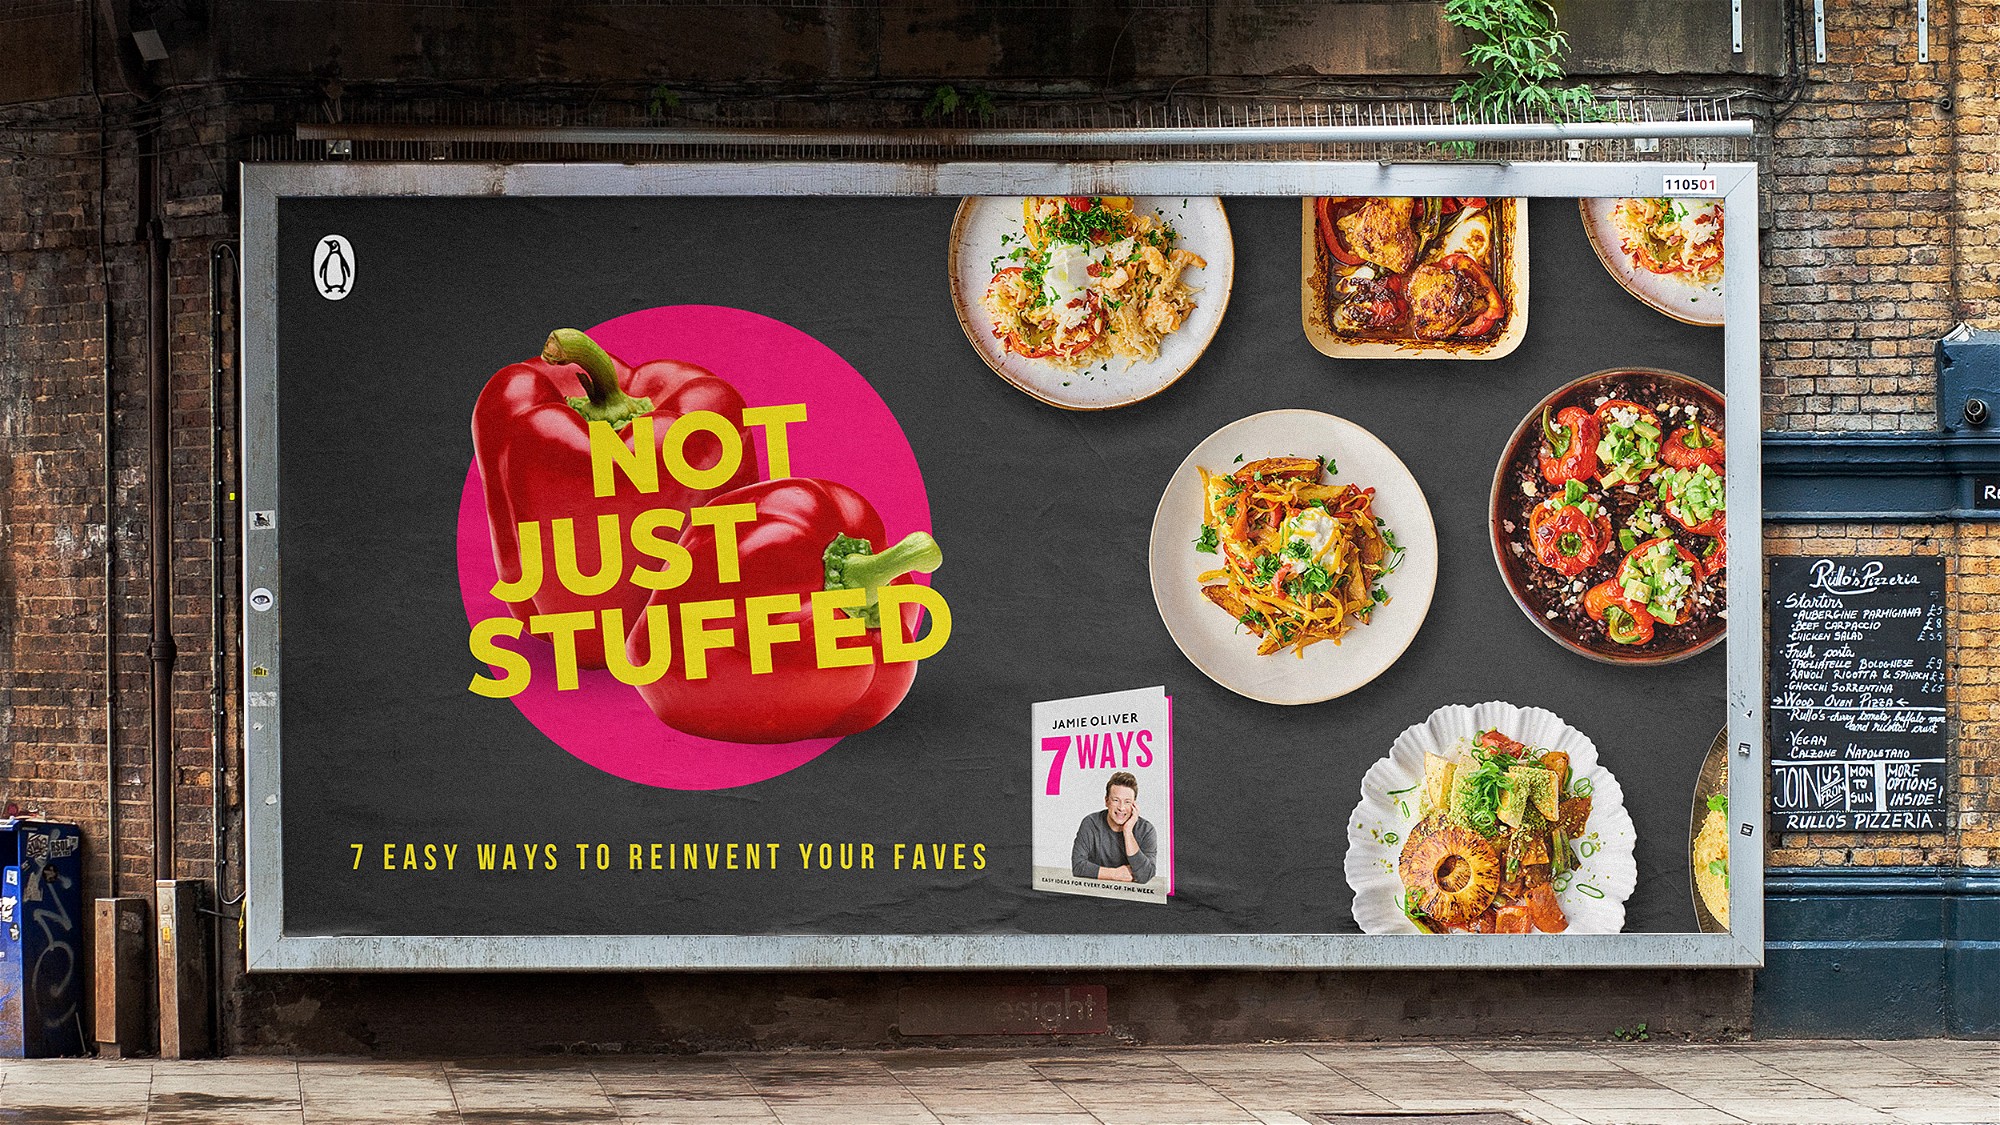 110501
NOT
JUST
STUFFED
7 EASY WAYS TO REINVENT YOUR FAVES
JAMIE OLIVER
7 WAYS
EASY IDEAS FOR EVERY DAY OF THE WEEK
esight
Rullo's Pizzeria
Starters
• AUBERGINE PARMIGIANA £5
• BEEF CARPACCIO £8
• CHICKEN SALAD £5.5
• Fresh pasta
• TAGLIATELLE BOLOGNESE £9
• RAVIOLI RICOTTA & SPINACH £7
• GNOCCHI SORRENTINA £6.5
→ WOOD OVEN PIZZA ←
• Rullo's - cherry tomato, buffalo
and ricotta crust
• VEGAN
• CALZONE NAPOLETANO
JOIN US FROM
MON TO SUN
MORE OPTIONS INSIDE!
RULLO'S PIZZERIA.